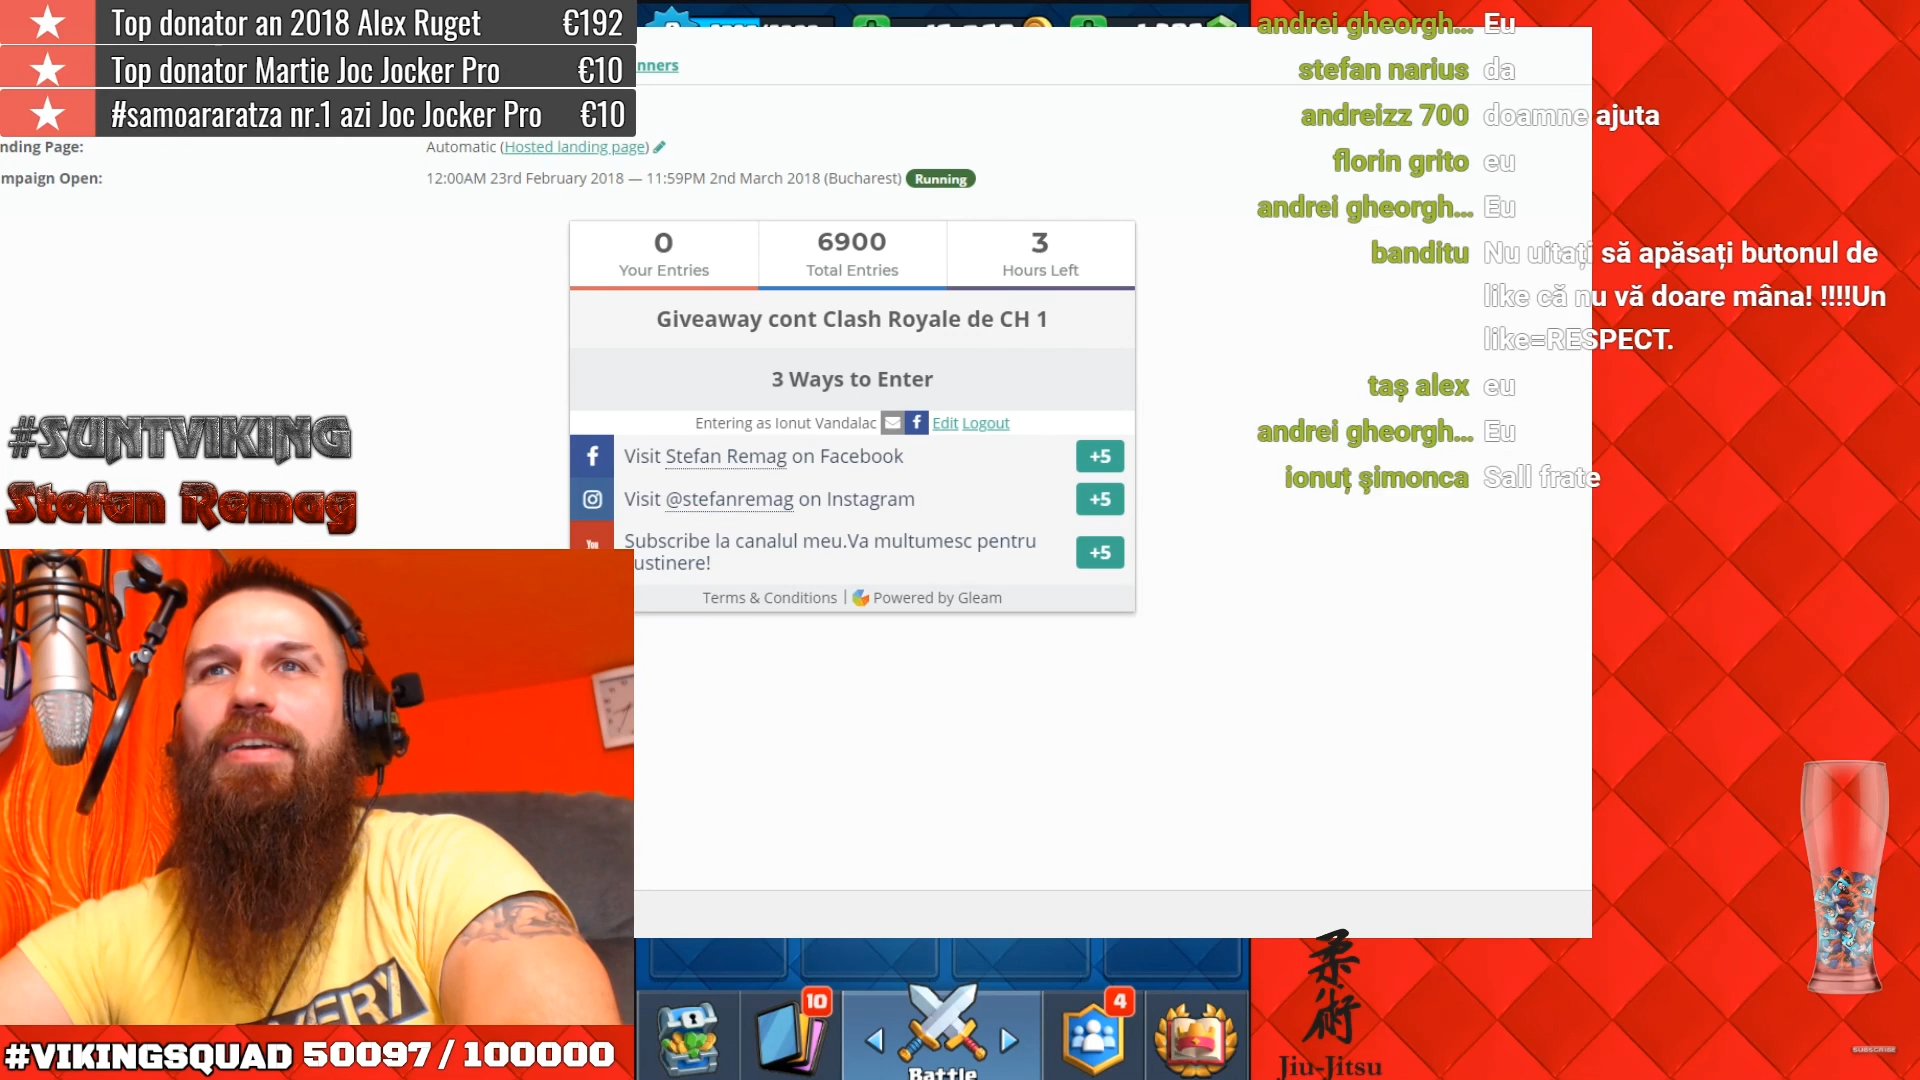 Top donator an 2018 Alex Ruget €192
Top donator Martie Joc Jocker Pro €10
#samoararatza nr.1 azi Joc Jocker Pro €10
nners
nding Page:
Automatic (Hosted landing page)
mpaign Open:
12:00AM 23rd February 2018 — 11:59PM 2nd March 2018 (Bucharest) Running
0
Your Entries
6900
Total Entries
3
Hours Left
Giveaway cont Clash Royale de CH 1
3 Ways to Enter
Entering as Ionut Vandalac Edit Logout
Visit Stefan Remag on Facebook +5
Visit @stefanremag on Instagram +5
You
Subscribe la canalul meu.Va multumesc pentru
ustinere!
+5
Terms & Conditions | Powered by Gleam
andrei gheorgh... Eu
stefan narius da
andreizz 700 doamne ajuta
florin grito eu
andrei gheorgh... Eu
banditu Nu uitați să apăsați butonul de
like că nu vă doare mâna! !!!!Un
like=RESPECT.
taș alex eu
andrei gheorgh... Eu
ionuț şimonca Sall frate
#SUNTVIKING
Stefan Remag
#VIKINGSQUAD 50097 / 100000
10
4
Battle
柔
術
Jiu-Jitsu
SUBSCRIBE